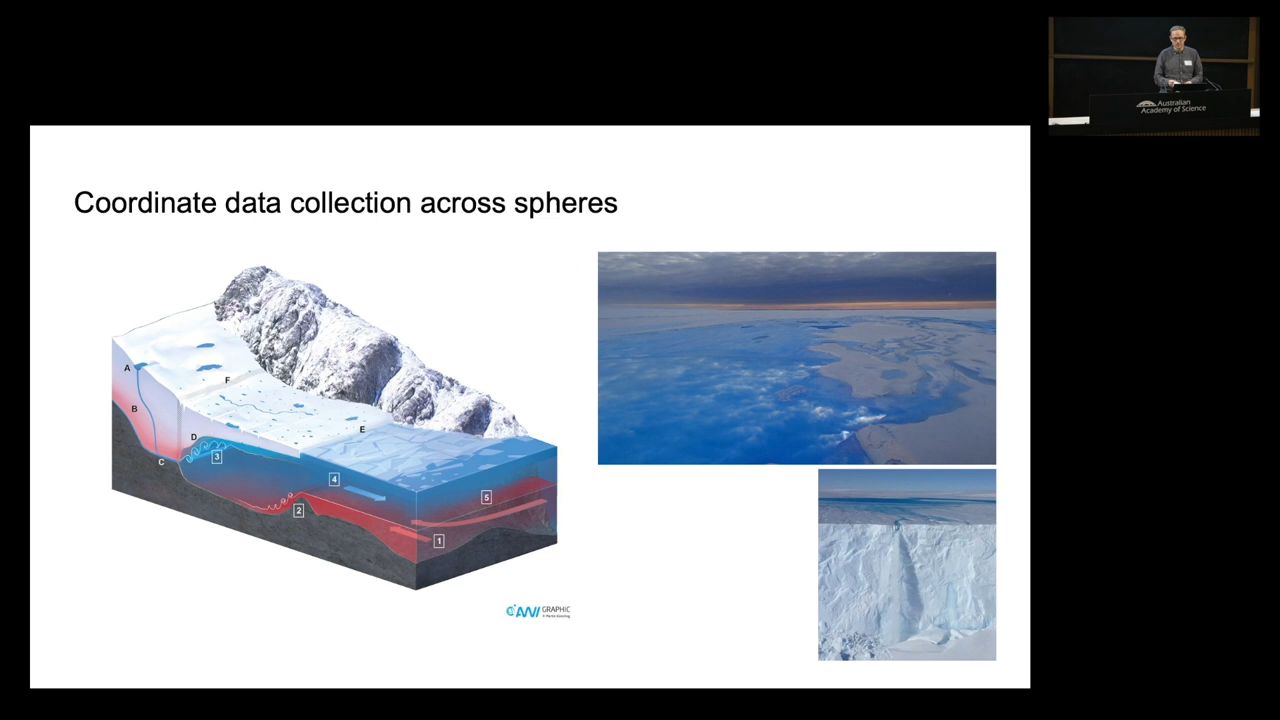 Australian
Academy of Science
Coordinate data collection across spheres
A
F
B
E
D
C
3
4
5
2
1
AWI GRAPHIC